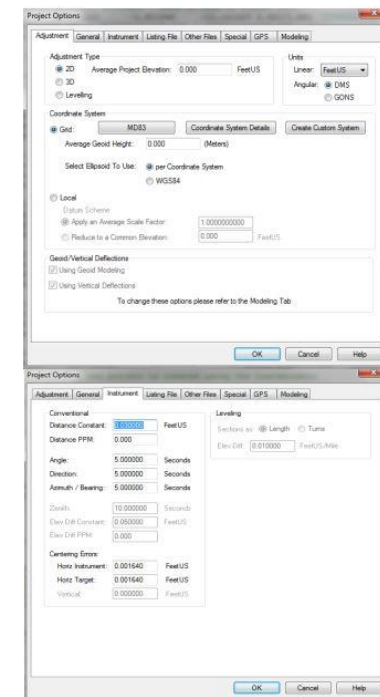 Project Options
Adjustment General Instrument Listing File Other Files Special GPS Modeling
Adjustment Type
2D Average Project Elevation: 0.000 FeetUS
3D
Levelling
Units
Linear: FeetUS
Angular: DMS
GONS
Coordinate System
Grid: MD83 Coordinate System Details Create Custom System
Average Geoid Height: 0.000 (Meters)
Select Ellipsoid To Use: per Coordinate System
WGS84
Local
Datum Scheme
Apply an Average Scale Factor: 1.0000000000
Reduce to a Common Elevation: 0.000 FeetUS
Geoid/Vertical Deflections
Using Geoid Modeling
Using Vertical Deflections
To change these options please refer to the Modeling Tab
OK Cancel Help
Project Options
Adjustment General Instrument Listing File Other Files Special GPS Modeling
Conventional
Distance Constant: FeetUS
Distance PPM: 0.000
Angle: 5.000000 Seconds
Direction: 5.000000 Seconds
Azimuth / Bearing: 5.000000 Seconds
Zenith: 10.000000 Seconds
Elev Diff Constant: 0.050000 FeetUS
Elev Diff PPM: 0.000
Centering Errors:
Horiz Instrument: 0.001640 FeetUS
Horiz Target: 0.001640 FeetUS
Vertical: 0.000000 FeetUS
Leveling
Sections as: Length Turns
Elev Diff: 0.010000 FeetUS/Mile
OK Cancel Help